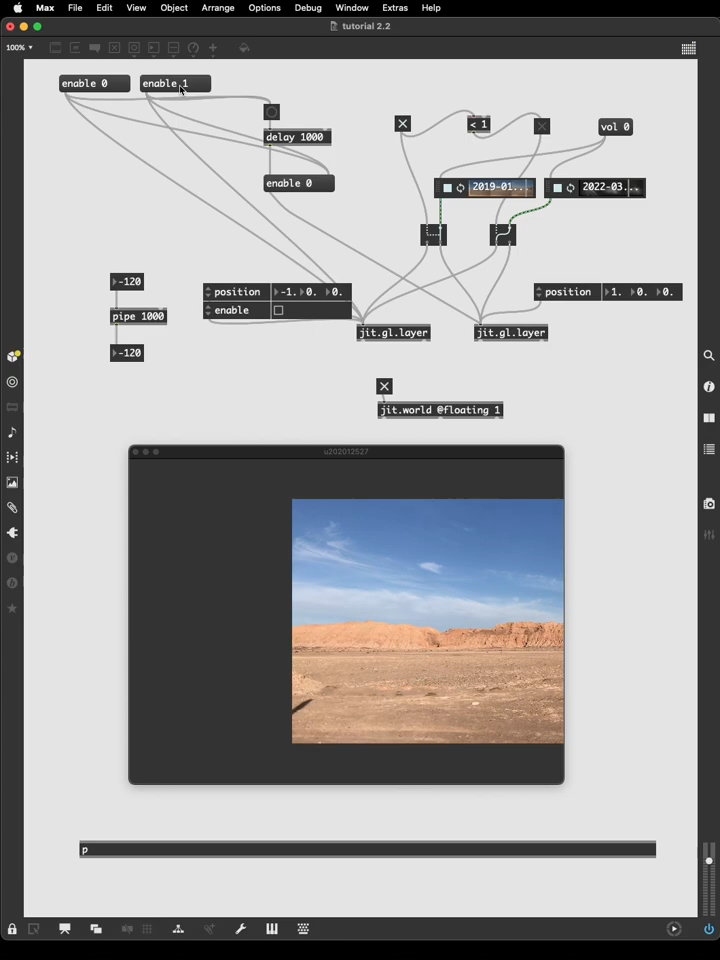 Max File Edit View Object Arrange Options Debug Window Extras Help
tutorial 2.2
100%
enable 0
enable 1
delay 1000
< 1
vol 0
enable 0
2019-01...
2022-03...
-120
position -1. 0. 0.
position 1. 0. 0.
enable
pipe 1000
jit.gl.layer
jit.gl.layer
-120
jit.world @floating 1
u202012527
p